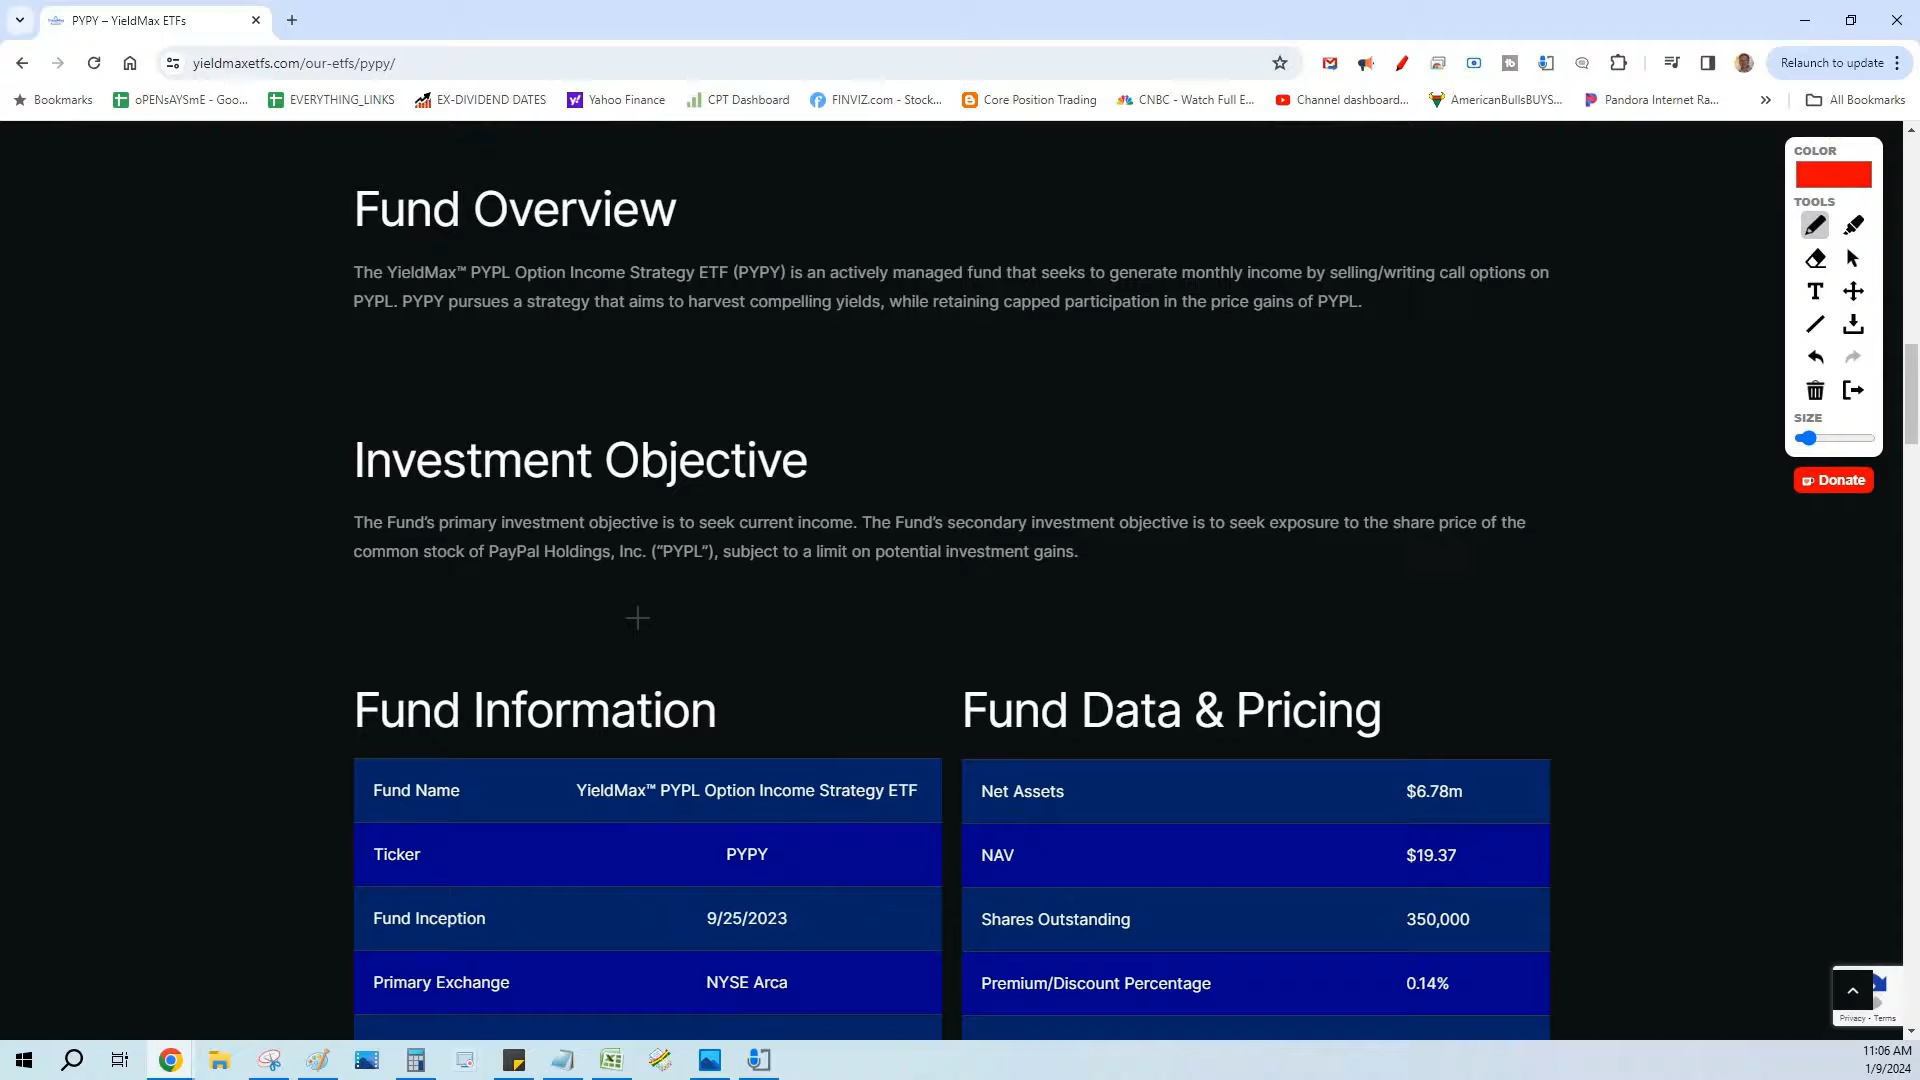 PYPY – YieldMax ETFs
yieldmaxetfs.com/our-etfs/pypy/
Relaunch to update
Bookmarks
oPENsAYSmE - Goo...
EVERYTHING_LINKS
EX-DIVIDEND DATES
Yahoo Finance
CPT Dashboard
FINVIZ.com - Stock...
Core Position Trading
CNBC - Watch Full E...
Channel dashboard...
AmericanBullsBUYS...
Pandora Internet Ra...
All Bookmarks
COLOR
TOOLS
SIZE
Donate
Fund Overview
The YieldMax™ PYPL Option Income Strategy ETF (PYPY) is an actively managed fund that seeks to generate monthly income by selling/writing call options on
PYPL. PYPY pursues a strategy that aims to harvest compelling yields, while retaining capped participation in the price gains of PYPL.
Investment Objective
The Fund’s primary investment objective is to seek current income. The Fund’s secondary investment objective is to seek exposure to the share price of the
common stock of PayPal Holdings, Inc. (“PYPL”), subject to a limit on potential investment gains.
Fund Information
Fund Name YieldMax™ PYPL Option Income Strategy ETF
Ticker PYPY
Fund Inception 9/25/2023
Primary Exchange NYSE Arca
Fund Data & Pricing
Net Assets $6.78m
NAV $19.37
Shares Outstanding 350,000
Premium/Discount Percentage 0.14%
Privacy - Terms
11:06 AM
1/9/2024